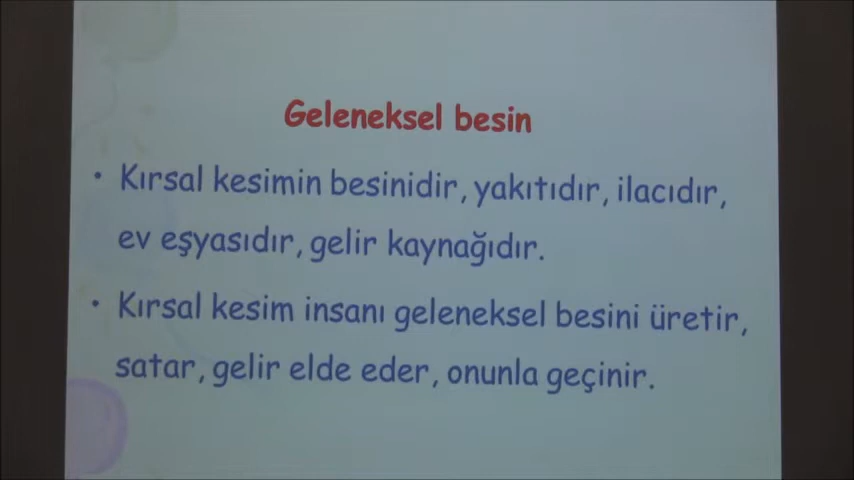 Geleneksel besin
• Kırsal kesimin besinidir, yakıtıdır, ilacıdır,
ev eşyasıdır, gelir kaynağıdır.
• Kırsal kesim insanı geleneksel besini üretir,
satar, gelir elde eder, onunla geçinir.